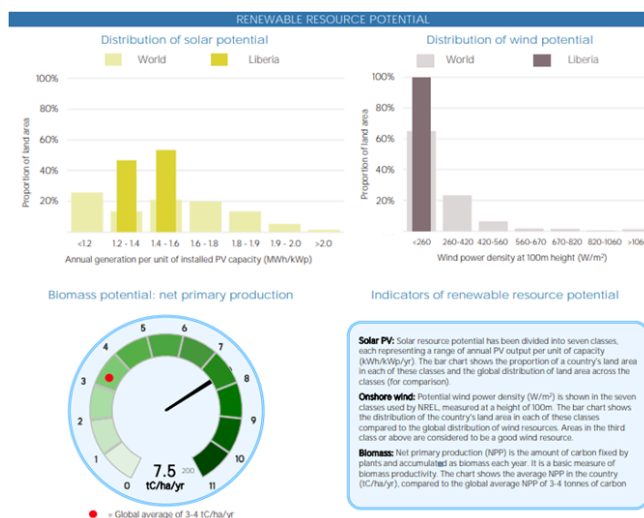 RENEWABLE RESOURCE POTENTIAL
Distribution of solar potential
World Liberia
100%
80%
60%
40%
20%
Proportion of land area
<1.2 1.2 - 1.4 1.4 - 1.6 1.6 - 1.8 1.8 - 1.9 1.9 - 2.0 >2.0
Annual generation per unit of installed PV capacity (MWh/kWp)
Distribution of wind potential
World Liberia
100%
80%
60%
40%
20%
Proportion of land area
<260 260-420 420-560 560-670 670-820 820-1060 >1060
Wind power density at 100m height (W/m²)
Biomass potential: net primary production
0
1
2
3
4
5
6
7
8
9
10
11
7.5 200
tC/ha/yr
= Global average of 3-4 tC/ha/yr
Indicators of renewable resource potential
Solar PV: Solar resource potential has been divided into seven classes,
each representing a range of annual PV output per unit of capacity
(kWh/kWp/yr). The bar chart shows the proportion of a country's land area
in each of these classes and the global distribution of land area across the
classes (for comparison).
Onshore wind: Potential wind power density (W/m²) is shown in the seven
classes used by NREL, measured at a height of 100m. The bar chart shows
the distribution of the country's land area in each of these classes
compared to the global distribution of wind resources. Areas in the third
class or above are considered to be a good wind resource.
Biomass: Net primary production (NPP) is the amount of carbon fixed by
plants and accumulated as biomass each year. It is a basic measure of
biomass productivity. The chart shows the average NPP in the country
(tC/ha/yr), compared to the global average NPP of 3-4 tonnes of carbon